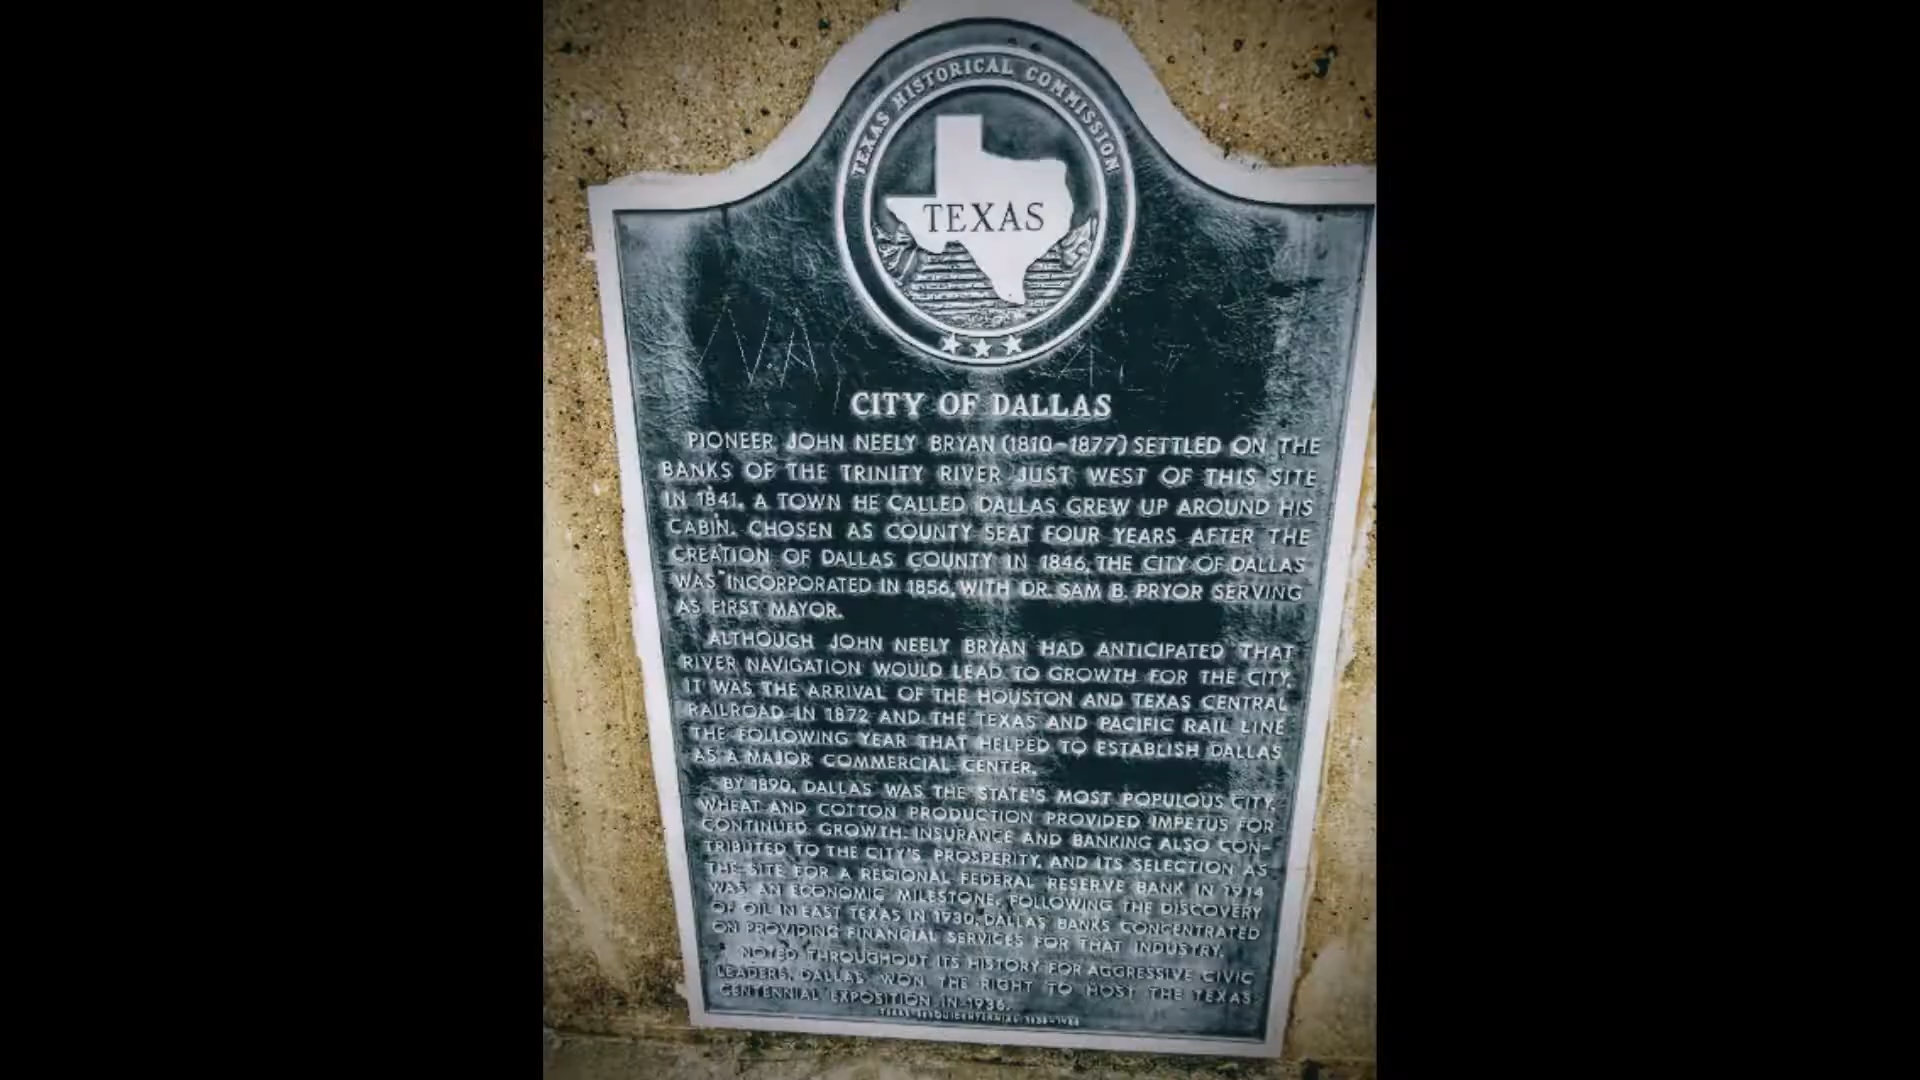 TEXAS HISTORICAL COMMISSION
TEXAS
CITY OF DALLAS
PIONEER JOHN NEELY BRYAN (1810-1877) SETTLED ON THE
BANKS OF THE TRINITY RIVER JUST WEST OF THIS SITE
IN 1841. A TOWN HE CALLED DALLAS GREW UP AROUND HIS
CABIN. CHOSEN AS COUNTY SEAT FOUR YEARS AFTER THE
CREATION OF DALLAS COUNTY IN 1846, THE CITY OF DALLAS
WAS INCORPORATED IN 1856, WITH DR. SAM B. PRYOR SERVING
AS FIRST MAYOR.
ALTHOUGH JOHN NEELY BRYAN HAD ANTICIPATED THAT
RIVER NAVIGATION WOULD LEAD TO GROWTH FOR THE CITY,
IT WAS THE ARRIVAL OF THE HOUSTON AND TEXAS CENTRAL
RAILROAD IN 1872 AND THE TEXAS AND PACIFIC RAIL LINE
THE FOLLOWING YEAR THAT HELPED TO ESTABLISH DALLAS
AS A MAJOR COMMERCIAL CENTER.
BY 1890, DALLAS WAS THE STATE'S MOST POPULOUS CITY.
WHEAT AND COTTON PRODUCTION PROVIDED IMPETUS FOR
CONTINUED GROWTH. INSURANCE AND BANKING ALSO CON-
TRIBUTED TO THE CITY'S PROSPERITY, AND ITS SELECTION AS
THE SITE FOR A REGIONAL FEDERAL RESERVE BANK IN 1914
WAS AN ECONOMIC MILESTONE. FOLLOWING THE DISCOVERY
OF OIL IN EAST TEXAS IN 1930, DALLAS BANKS CONCENTRATED
ON PROVIDING FINANCIAL SERVICES FOR THAT INDUSTRY.
NOTED THROUGHOUT ITS HISTORY FOR AGGRESSIVE CIVIC
LEADERS, DALLAS WON THE RIGHT TO HOST THE TEXAS
CENTENNIAL EXPOSITION IN 1936.
TEXAS SESQUICENTENNIAL 1836-1986